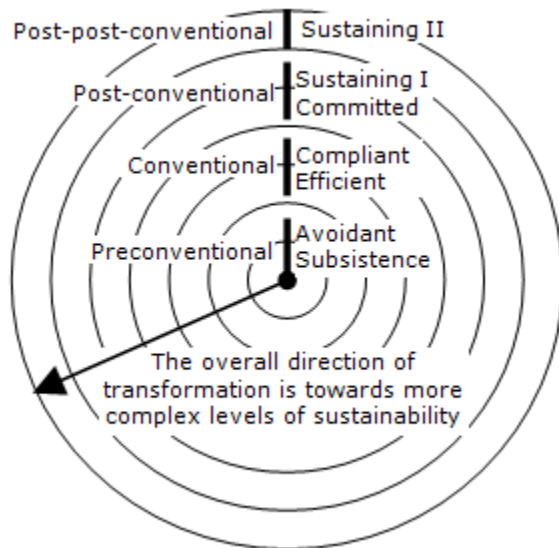 Post-post-conventional Sustaining II
Post-conventional Sustaining I
Committed
Conventional Compliant
Efficient
Preconventional Avoidant
Subsistence
The overall direction of
transformation is towards more
complex levels of sustainability